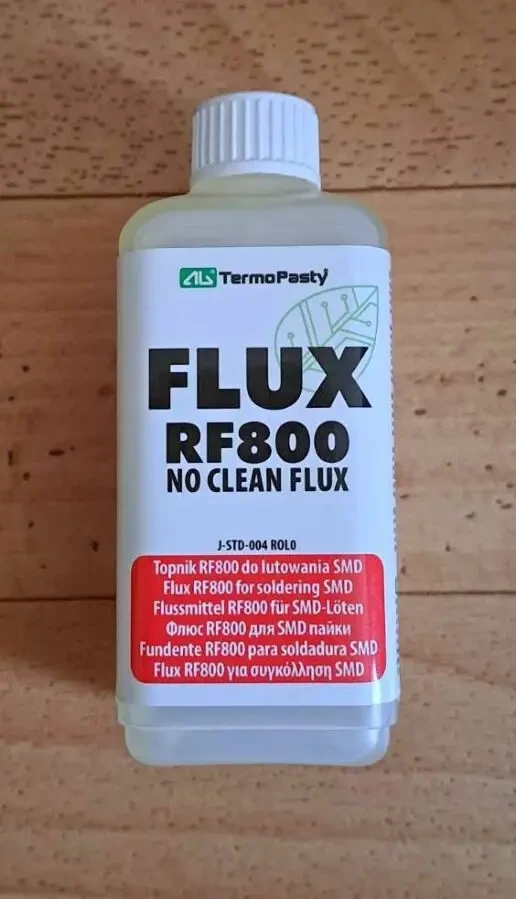 AG TermoPasty
FLUX
RF800
NO CLEAN FLUX
J-STD-004 ROL0
Topnik RF800 do lutowania SMD
Flux RF800 for soldering SMD
Flussmittel RF800 für SMD-Löten
Флюс RF800 для SMD пайки
Fundente RF800 para soldadura SMD
Flux RF800 για συγκόλληση SMD